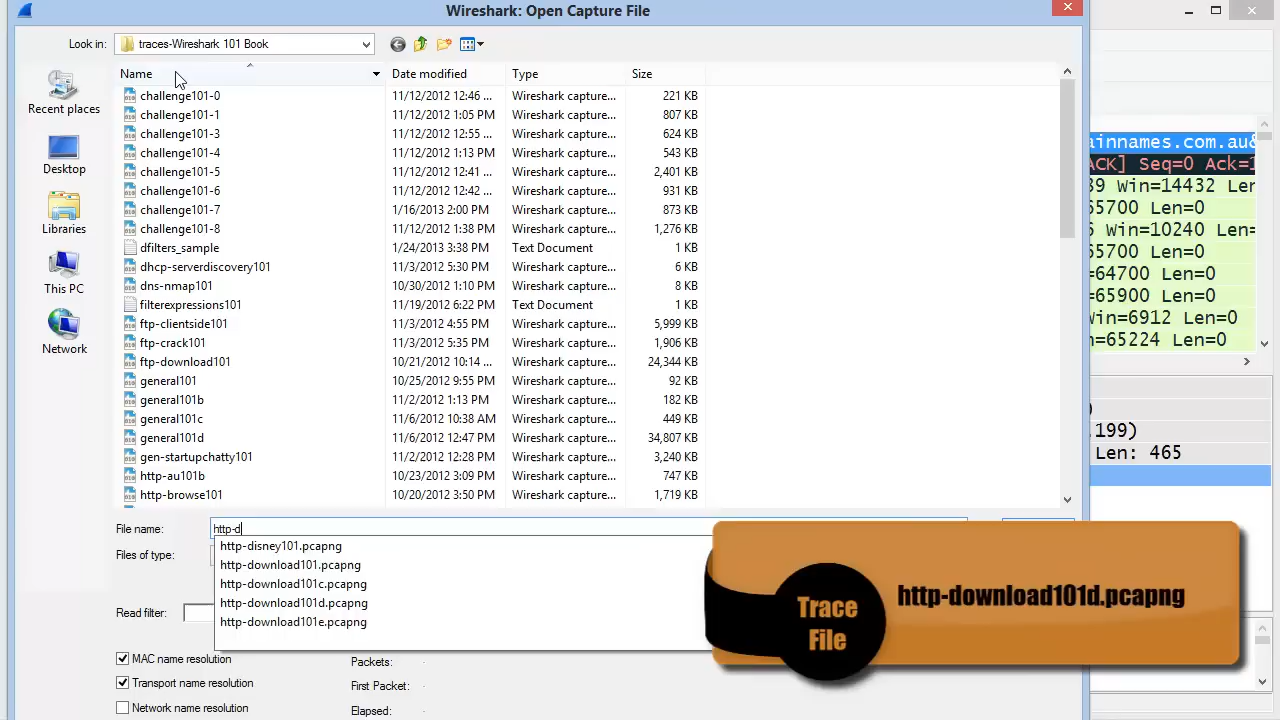 Wireshark: Open Capture File
Look in: traces-Wireshark 101 Book
Name Date modified Type Size
challenge101-0 11/12/2012 12:46 ... Wireshark capture... 221 KB
challenge101-1 11/12/2012 1:05 PM Wireshark capture... 807 KB
challenge101-3 11/12/2012 12:55 ... Wireshark capture... 624 KB
challenge101-4 11/12/2012 1:13 PM Wireshark capture... 543 KB
challenge101-5 11/12/2012 12:41 ... Wireshark capture... 2,401 KB
challenge101-6 11/12/2012 12:42 ... Wireshark capture... 931 KB
challenge101-7 1/16/2013 2:00 PM Wireshark capture... 873 KB
challenge101-8 11/12/2012 1:38 PM Wireshark capture... 1,276 KB
dfilters_sample 1/24/2013 3:38 PM Text Document 1 KB
dhcp-serverdiscovery101 11/3/2012 5:30 PM Wireshark capture... 6 KB
dns-nmap101 10/30/2012 1:10 PM Wireshark capture... 8 KB
filterexpressions101 11/19/2012 6:22 PM Text Document 1 KB
ftp-clientside101 11/3/2012 4:55 PM Wireshark capture... 5,999 KB
ftp-crack101 11/3/2012 5:35 PM Wireshark capture... 1,906 KB
ftp-download101 10/21/2012 10:14 ... Wireshark capture... 24,344 KB
general101 10/25/2012 9:55 PM Wireshark capture... 92 KB
general101b 11/2/2012 1:13 PM Wireshark capture... 182 KB
general101c 11/6/2012 10:38 AM Wireshark capture... 449 KB
general101d 11/6/2012 12:47 PM Wireshark capture... 34,807 KB
gen-startupchatty101 11/2/2012 12:28 PM Wireshark capture... 3,240 KB
http-au101b 10/23/2012 3:09 PM Wireshark capture... 747 KB
http-browse101 10/20/2012 3:50 PM Wireshark capture... 1,719 KB
Recent places
Desktop
Libraries
This PC
Network
File name: http-d
Files of type:
http-disney101.pcapng
http-download101.pcapng
http-download101c.pcapng
http-download101d.pcapng
http-download101e.pcapng
Read filter:
MAC name resolution
Transport name resolution
Network name resolution
Packets: -
First Packet: -
Elapsed: -
Trace
File
http-download101d.pcapng
ainnames.com.au&
ACK] Seq=0 Ack=1
89 Win=14432 Len
65700 Len=0
6 Win=10240 Len=
65700 Len=0
=64700 Len=0
=65900 Len=0
Win=6912 Len=0
n=65224 Len=0
)
.199)
Len: 465